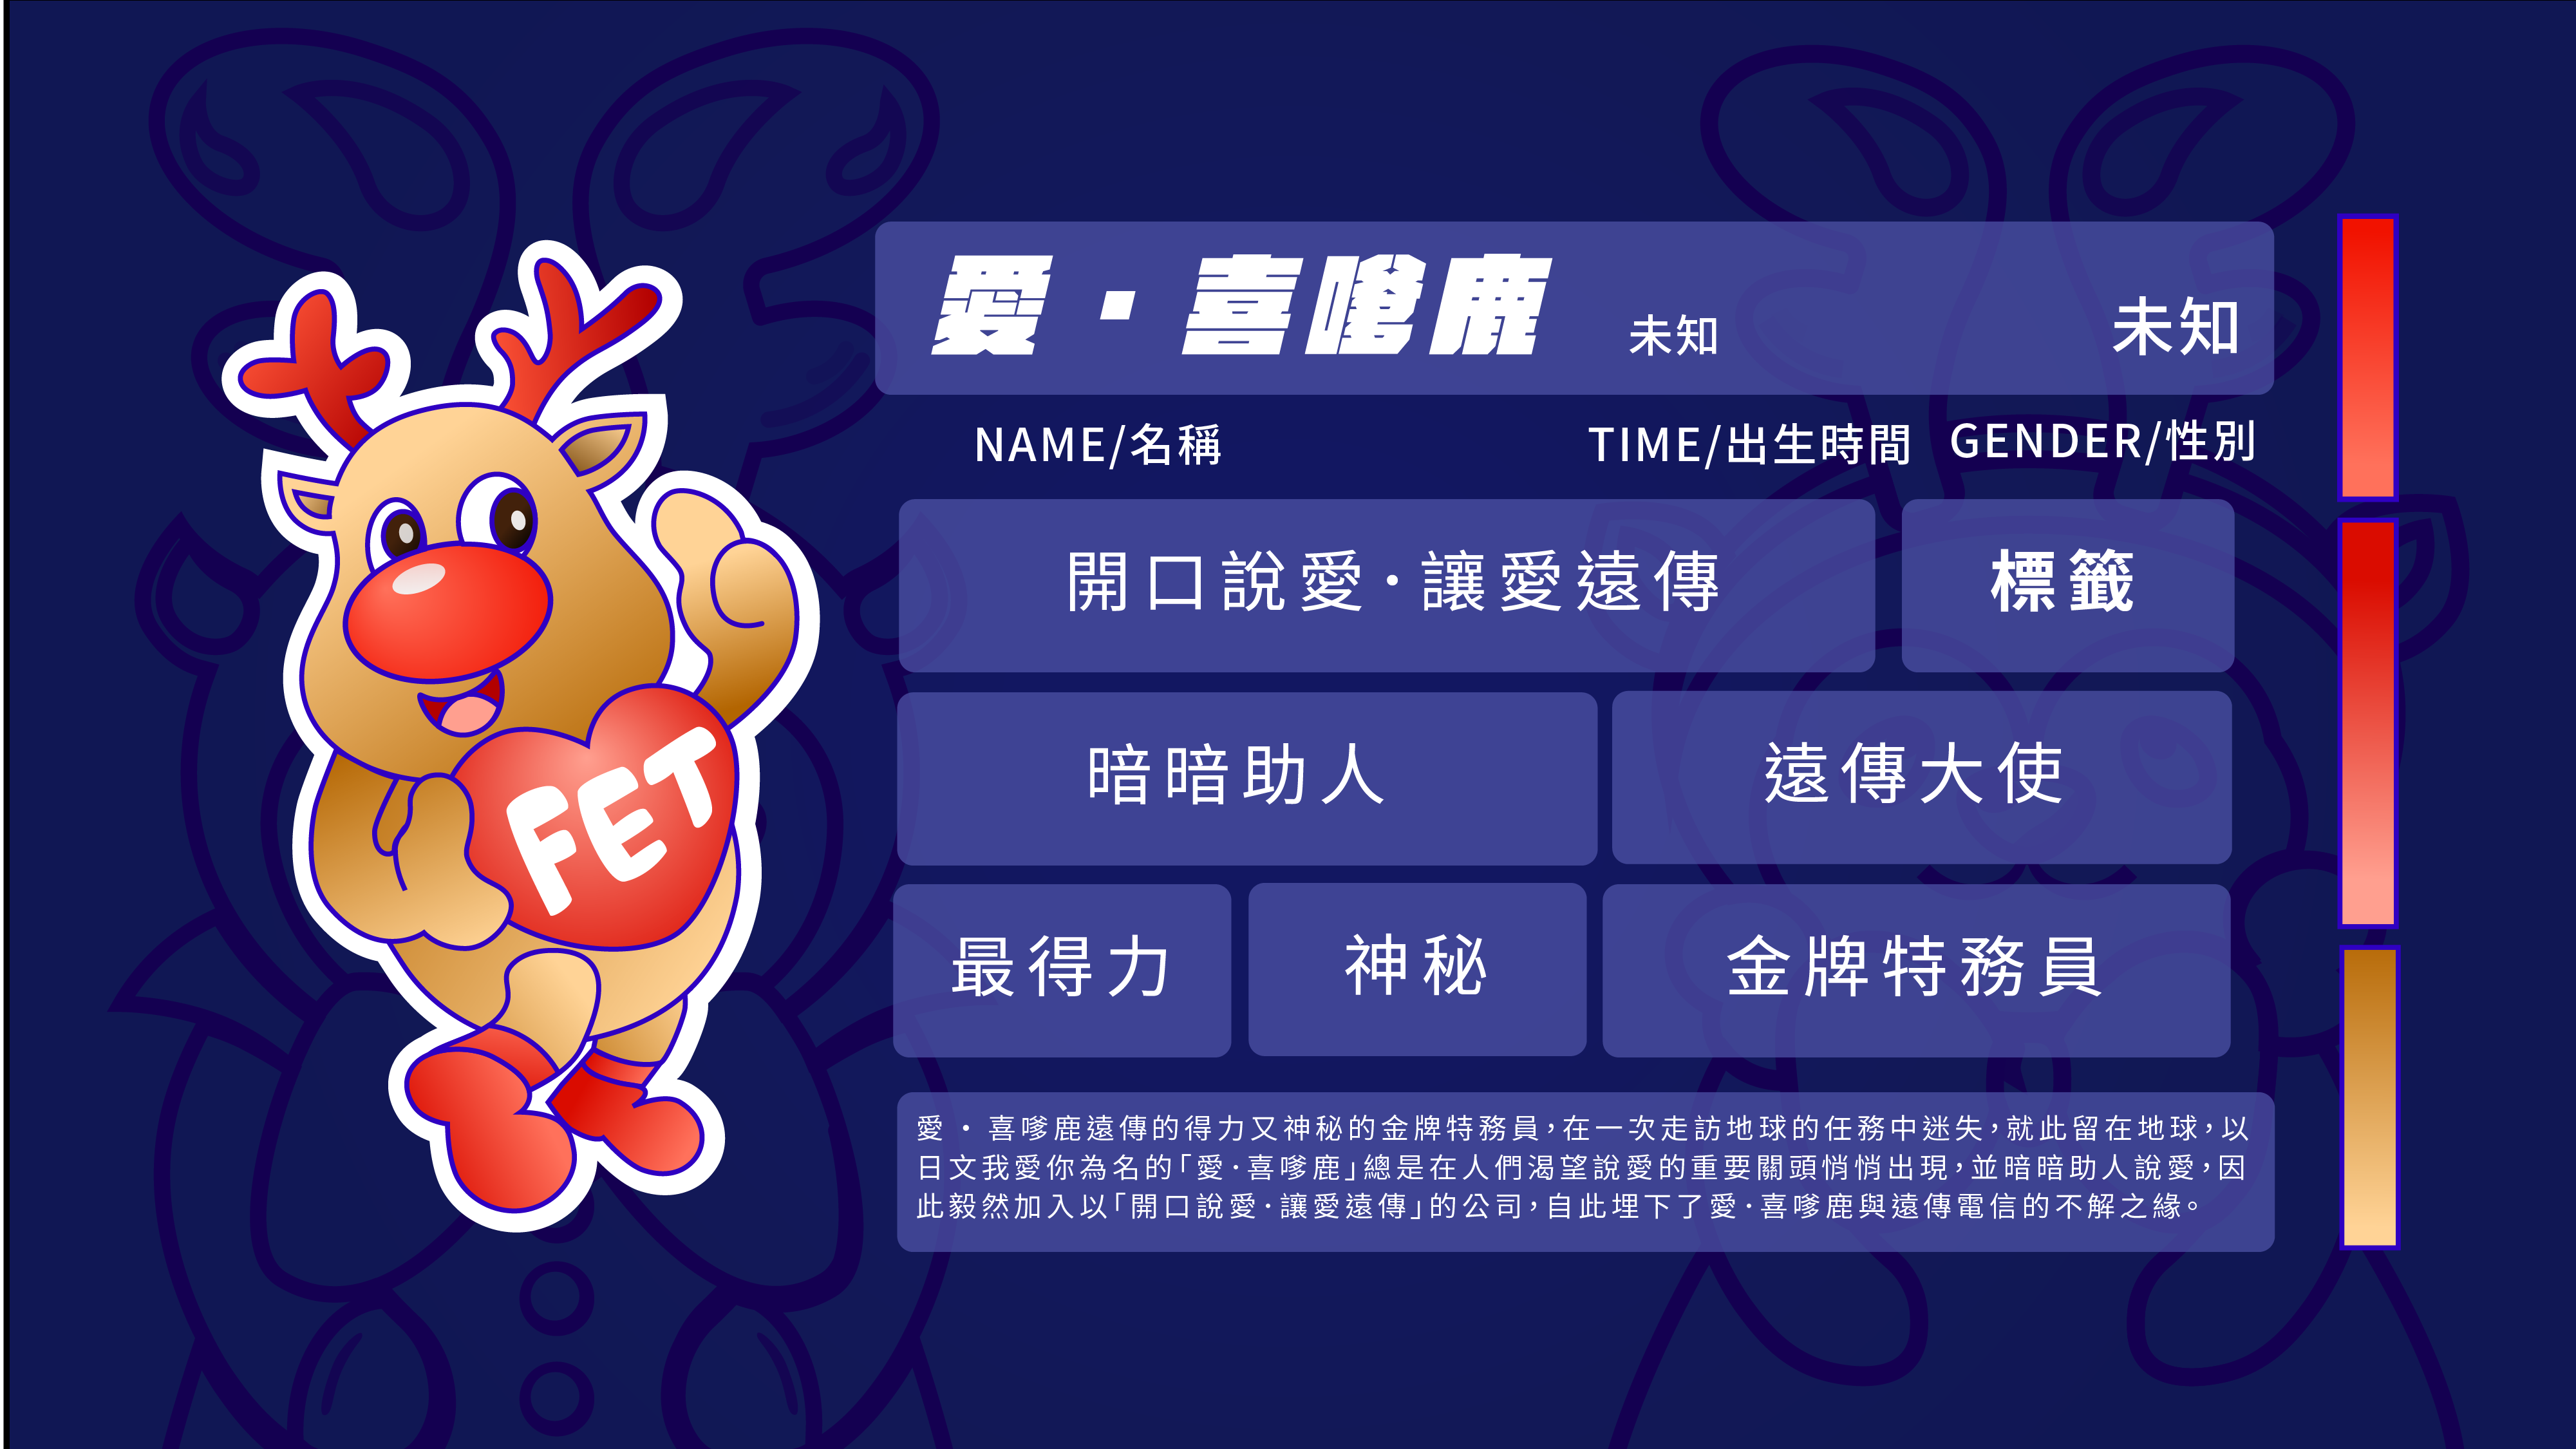 愛・喜嗲鹿 未知 未知
NAME/名稱 TIME/出生時間 GENDER/性別
開口說愛·讓愛遠傳 標籤
暗暗助人 遠傳大使
最得力 神秘 金牌特務員
FET
愛・喜嗲鹿遠傳的得力又神秘的金牌特務員，在一次走訪地球的任務中迷失，就此留在地球，以
日文我愛你為名的「愛·喜嗲鹿」總是在人們渴望說愛的重要關頭悄悄出現，並暗暗助人說愛，因
此毅然加入以「開口說愛·讓愛遠傳」的公司，自此埋下了愛·喜嗲鹿與遠傳電信的不解之緣。